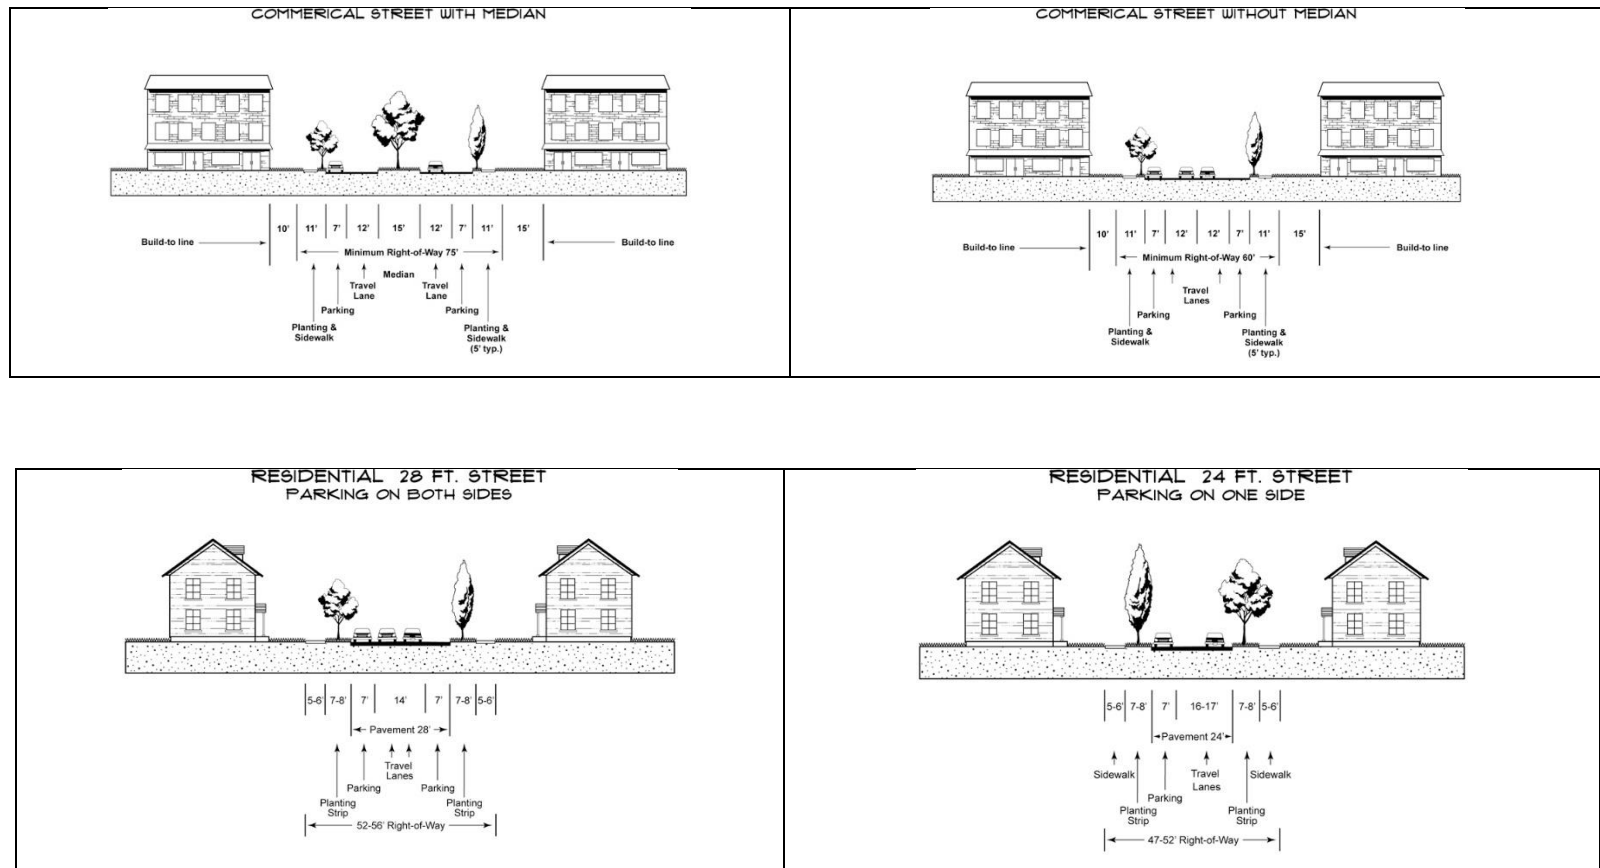 COMMERICAL STREET WITH MEDIAN
10' 11' 7' 12' 15' 12' 7' 11' 15'
Build-to line
Build-to line
Minimum Right-of-Way 75'
Median
Travel
Lane
Travel
Lane
Parking
Parking
Planting &
Sidewalk
Planting &
Sidewalk
(5' typ.)
COMMERICAL STREET WITHOUT MEDIAN
10' 11' 7' 12' 12' 7' 11' 15'
Build-to line
Build-to line
Minimum Right-of-Way 60'
Travel
Lanes
Parking
Parking
Planting &
Sidewalk
Planting &
Sidewalk
(5' typ.)
RESIDENTIAL 28 FT. STREET
PARKING ON BOTH SIDES
5-6' 7-8' 7' 14' 7' 7-8' 5-6'
Pavement 28'
Travel
Lanes
Parking
Parking
Planting
Strip
Planting
Strip
52-56' Right-of-Way
RESIDENTIAL 24 FT. STREET
PARKING ON ONE SIDE
5-6' 7-8' 7' 16-17' 7-8' 5-6'
Pavement 24'
Sidewalk
Travel
Lanes
Sidewalk
Parking
Planting
Strip
Planting
Strip
47-52' Right-of-Way